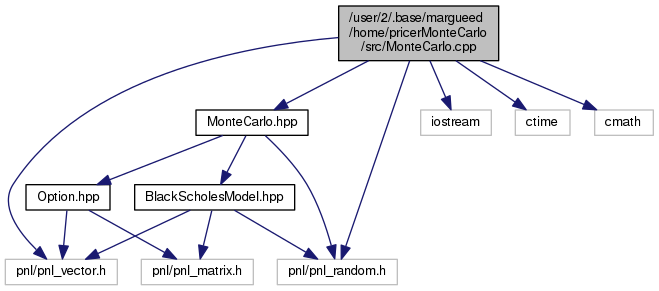 /user/2/.base/margueed
/home/pricerMonteCarlo
/src/MonteCarlo.cpp
MonteCarlo.hpp
iostream
ctime
cmath
Option.hpp
BlackScholesModel.hpp
pnl/pnl_vector.h
pnl/pnl_matrix.h
pnl/pnl_random.h